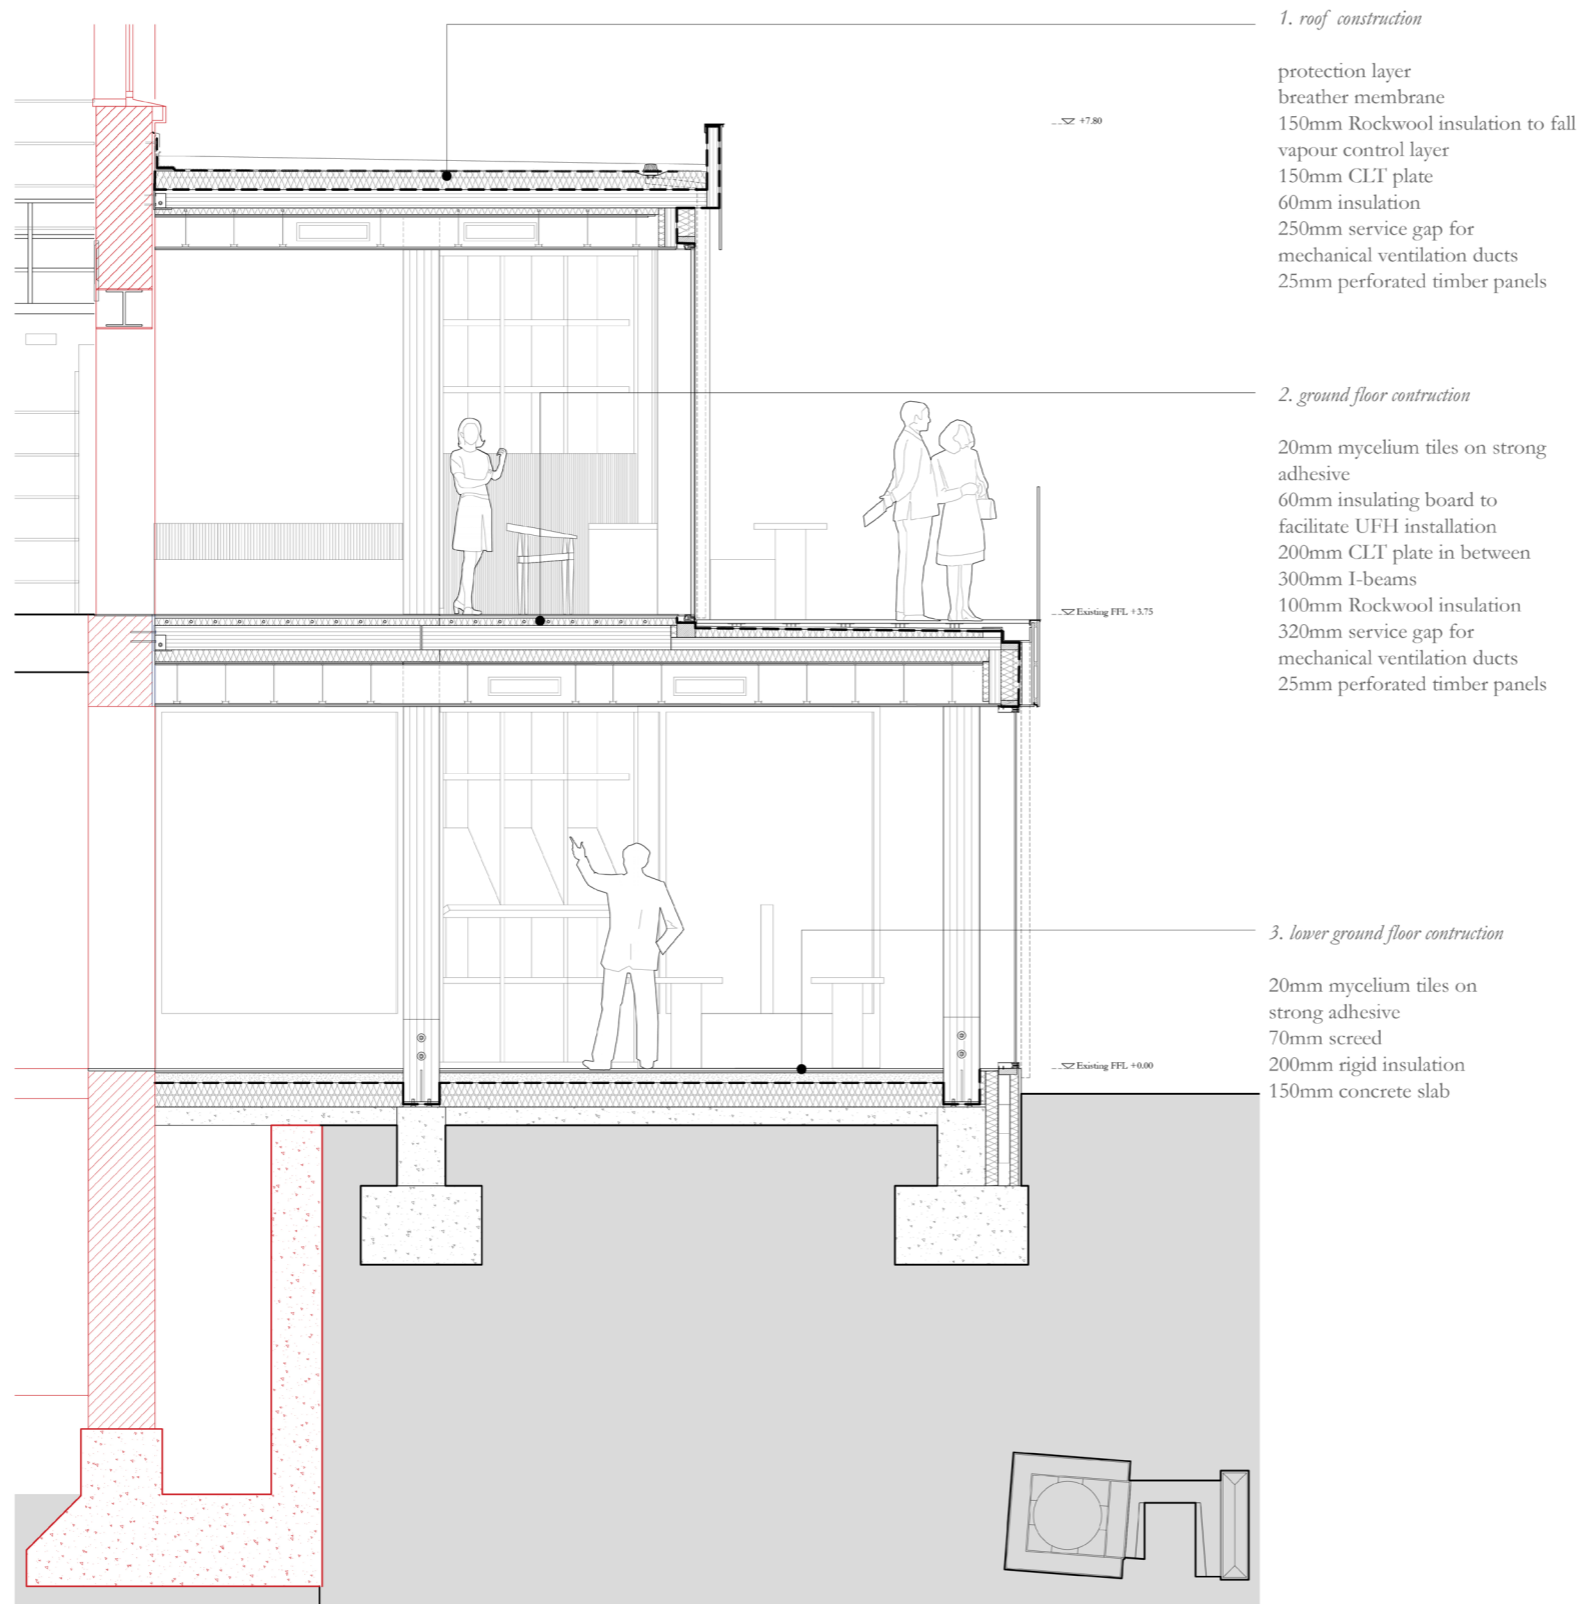 1. roof construction
protection layer
breather membrane
150mm Rockwool insulation to fall
vapour control layer
150mm CLT plate
60mm insulation
250mm service gap for
mechanical ventilation ducts
25mm perforated timber panels
+7.80
2. ground floor contruction
20mm mycelium tiles on strong
adhesive
60mm insulating board to
facilitate UFH installation
200mm CLT plate in between
300mm I-beams
100mm Rockwool insulation
320mm service gap for
mechanical ventilation ducts
25mm perforated timber panels
Existing FFL +3.75
3. lower ground floor contruction
20mm mycelium tiles on
strong adhesive
70mm screed
200mm rigid insulation
150mm concrete slab
Existing FFL +0.00